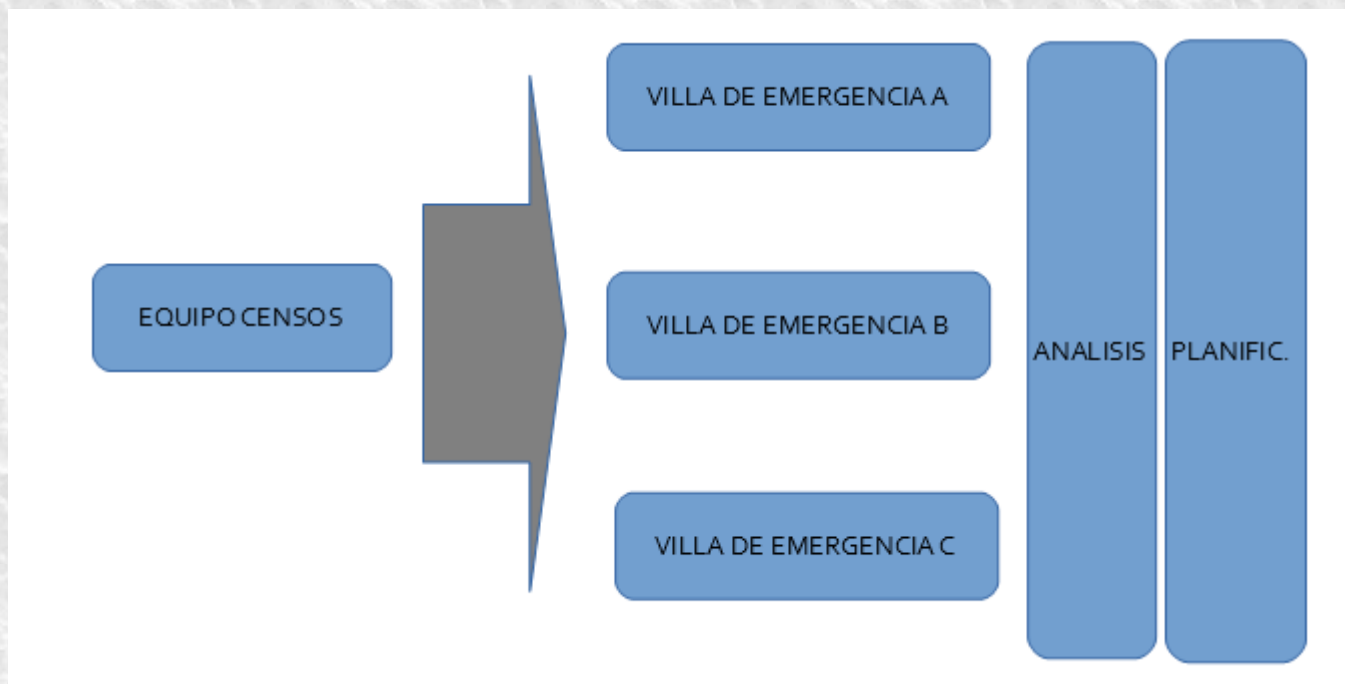 VILLA DE EMERGENCIA A
EQUIPO CENSOS
VILLA DE EMERGENCIA B
ANALISIS
PLANIFIC.
VILLA DE EMERGENCIA C